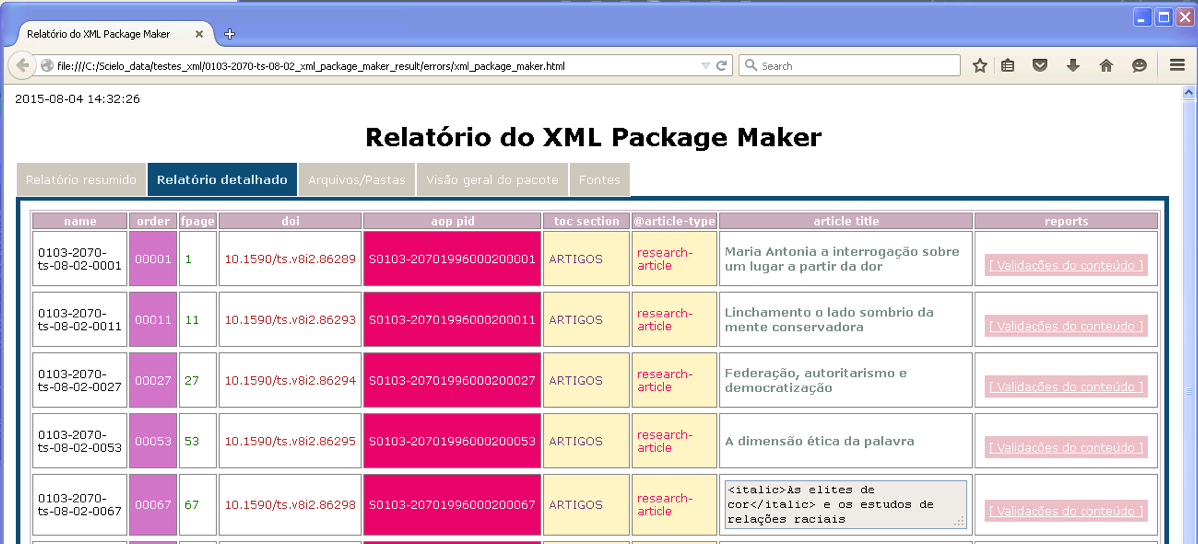 Relatório do XML Package Maker
file:///C:/Scielo_data/testes_xml/0103-2070-ts-08-02_xml_package_maker_result/errors/xml_package_maker.html
Search
2015-08-04 14:32:26
Relatório do XML Package Maker
Relatório resumido Relatório detalhado Arquivos/Pastas Visão geral do pacote Fontes
name order fpage doi aop pid toc section @article-type article title reports
0103-2070-
ts-08-02-0001
00001
1
10.1590/ts.v8i2.86289
S0103-20701996000200001
ARTIGOS
research-
article
Maria Antonia a interrogação sobre
um lugar a partir da dor
[ Validações do conteúdo ]
0103-2070-
ts-08-02-0011
00011
11
10.1590/ts.v8i2.86293
S0103-20701996000200011
ARTIGOS
research-
article
Linchamento o lado sombrio da
mente conservadora
[ Validações do conteúdo ]
0103-2070-
ts-08-02-0027
00027
27
10.1590/ts.v8i2.86294
S0103-20701996000200027
ARTIGOS
research-
article
Federação, autoritarismo e
democratização
[ Validações do conteúdo ]
0103-2070-
ts-08-02-0053
00053
53
10.1590/ts.v8i2.86295
S0103-20701996000200053
ARTIGOS
research-
article
A dimensão ética da palavra
[ Validações do conteúdo ]
0103-2070-
ts-08-02-0067
00067
67
10.1590/ts.v8i2.86298
S0103-20701996000200067
ARTIGOS
research-
article
<italic>As elites de
cor</italic> e os estudos de
relações raciais
[ Validações do conteúdo ]